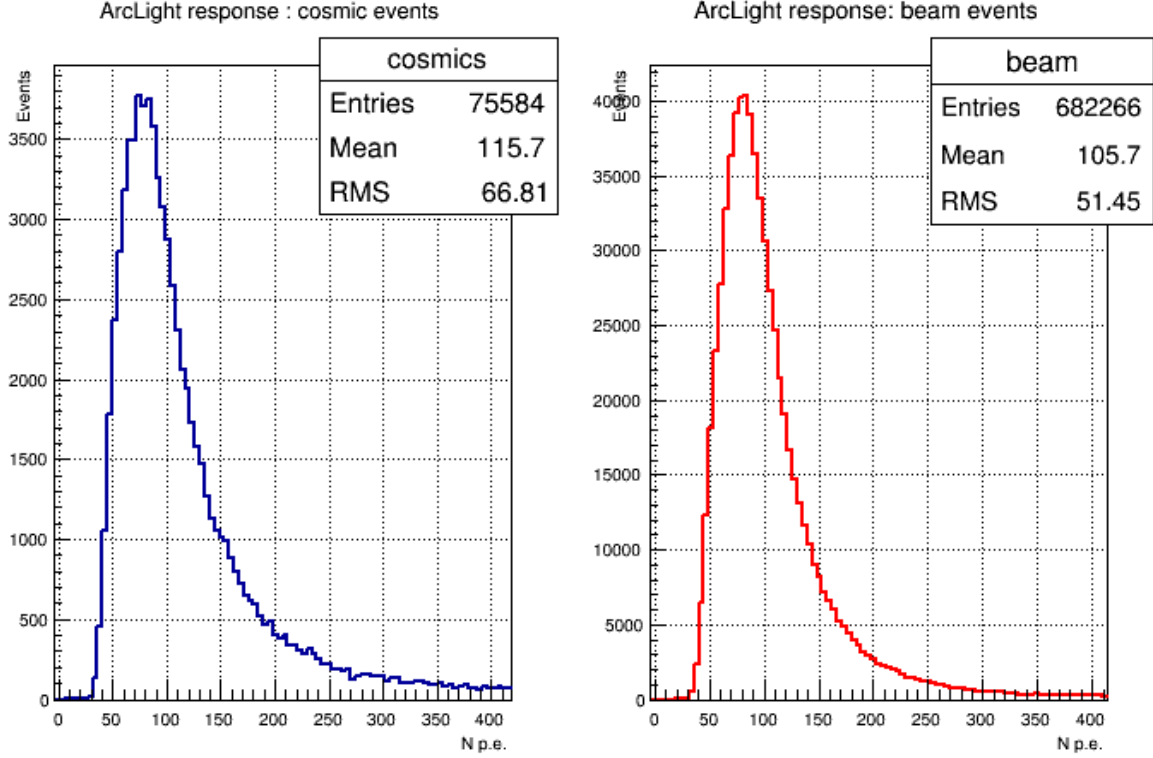 ArcLight response : cosmic events
Events
cosmics
Entries 75584
Mean 115.7
RMS 66.81
3500
3000
2500
2000
1500
1000
500
0
0 50 100 150 200 250 300 350 400
N p.e.
ArcLight response: beam events
Events
beam
Entries 682266
Mean 105.7
RMS 51.45
40000
35000
30000
25000
20000
15000
10000
5000
0
0 50 100 150 200 250 300 350 400
N p.e.